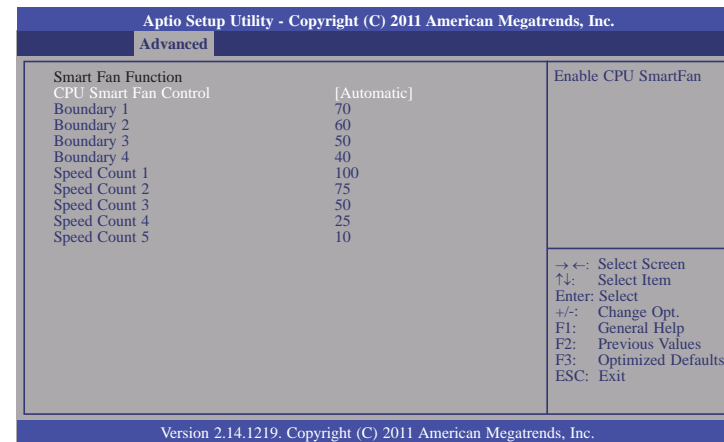 Aptio Setup Utility - Copyright (C) 2011 American Megatrends, Inc.
Advanced
Smart Fan Function
CPU Smart Fan Control [Automatic]
Boundary 1 70
Boundary 2 60
Boundary 3 50
Boundary 4 40
Speed Count 1 100
Speed Count 2 75
Speed Count 3 50
Speed Count 4 25
Speed Count 5 10
Enable CPU SmartFan
→←: Select Screen
↑↓: Select Item
Enter: Select
+/-: Change Opt.
F1: General Help
F2: Previous Values
F3: Optimized Defaults
ESC: Exit
Version 2.14.1219. Copyright (C) 2011 American Megatrends, Inc.